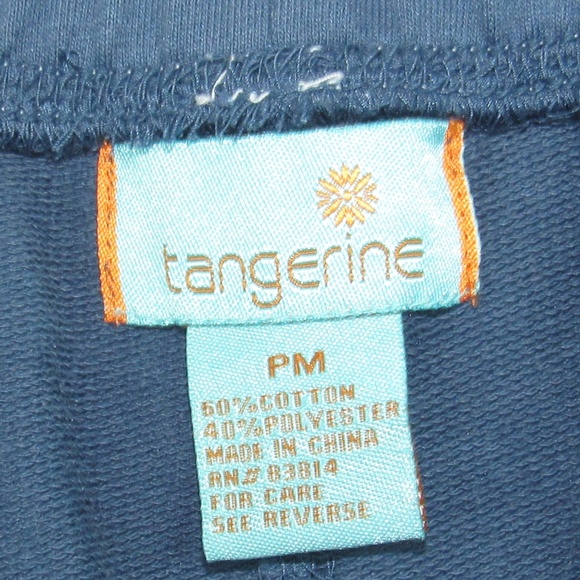 tangerine
PM
60%COTTON
40%POLYESTER
MADE IN CHINA
RN# 83814
FOR CARE
SEE REVERSE